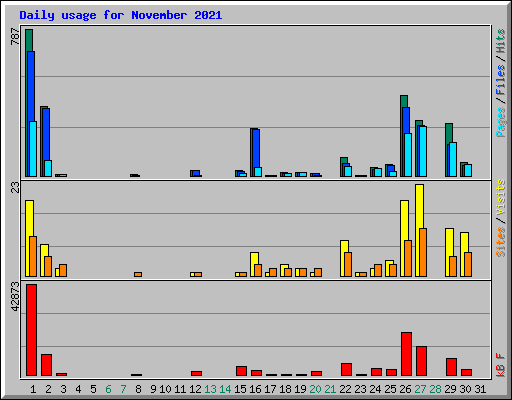 Daily usage for November 2021
787
Pages/Files/Hits
23
Sites/Visits
42873
kB F
1 2 3 4 5 6 7 8 9 10 11 12 13 14 15 16 17 18 19 20 21 22 23 24 25 26 27 28 29 30 31